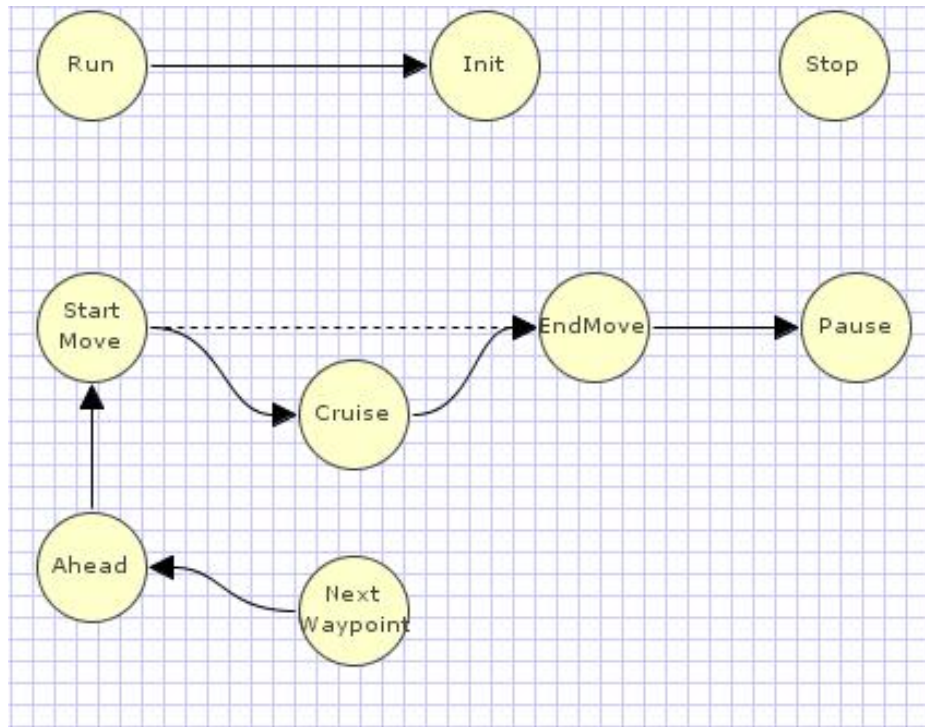 Run
Init
Stop
Start
Move
EndMove
Pause
Cruise
Ahead
Next
Waypoint